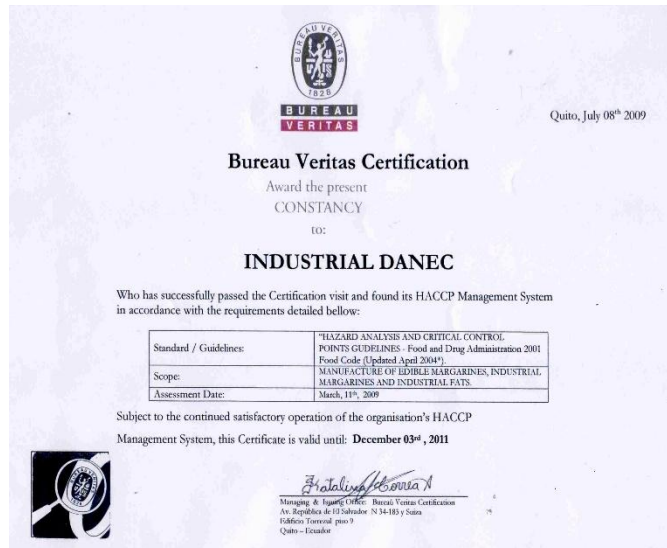 BUREAU VERITAS
1828
BUREAU
VERITAS
Quito, July 08th 2009
Bureau Veritas Certification
Award the present
CONSTANCY
to:
INDUSTRIAL DANEC
Who has successfully passed the Certification visit and found its HACCP Management System
in accordance with the requirements detailed bellow:
Standard / Guidelines:
"HAZARD ANALYSIS AND CRITICAL CONTROL
POINTS GUDELINES - Food and Drug Administration 2001
Food Code (Updated April 2004").
Scope:
MANUFACTURE OF EDIBLE MARGARINES, INDUSTRIAL
MARGARINES AND INDUSTRIAL FATS.
Assessment Date:
March, 11th, 2009
Subject to the continued satisfactory operation of the organisation's HACCP
Management System, this Certificate is valid until: December 03rd , 2011
Managing & Issuing Office: Bureau Veritas Certification
Av. República de El Salvador N 34-183 y Suiza
Edificio Torrezul piso 9
Quito – Ecuador